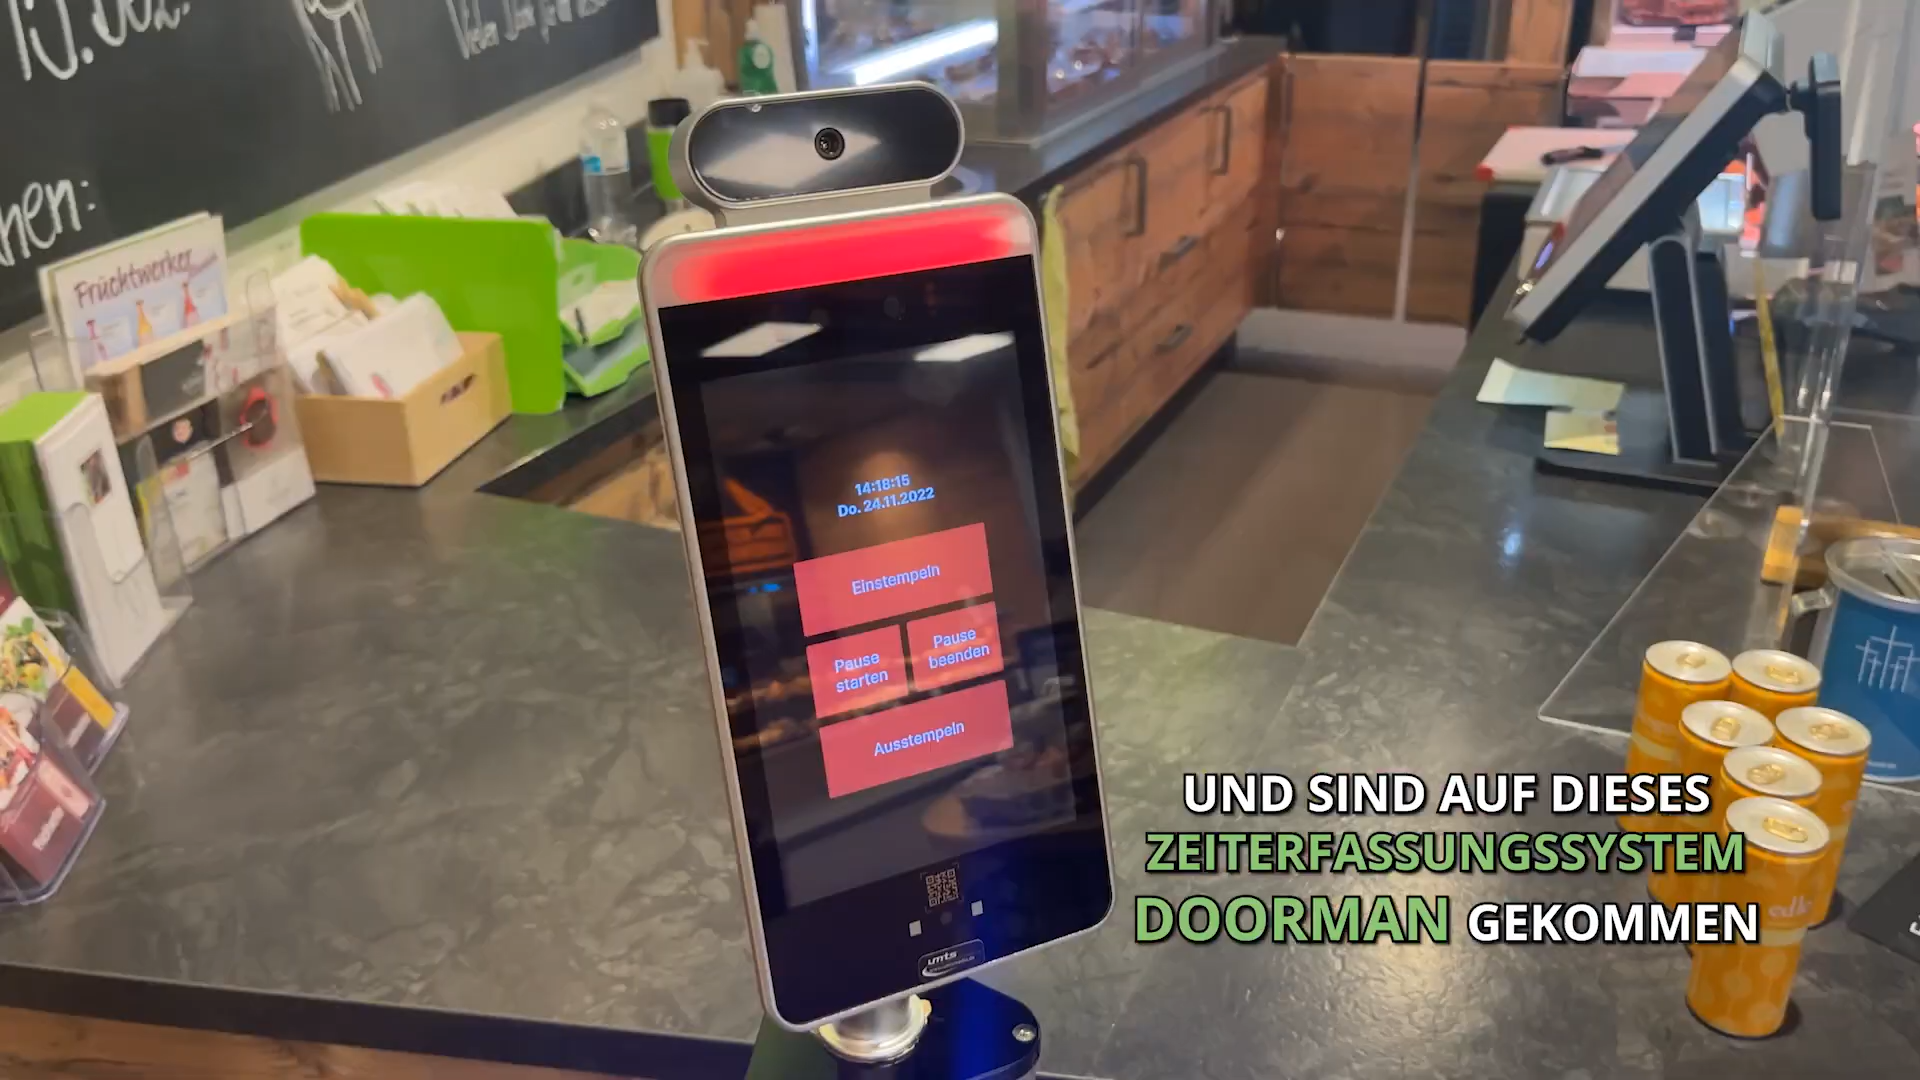 Früchtwerker
14:18:15
Do. 24.11.2022
Einstempeln
Pause
starten
Pause
beenden
Ausstempeln
umts
UND SIND AUF DIESES
ZEITERFASSUNGSSYSTEM
DOORMAN GEKOMMEN